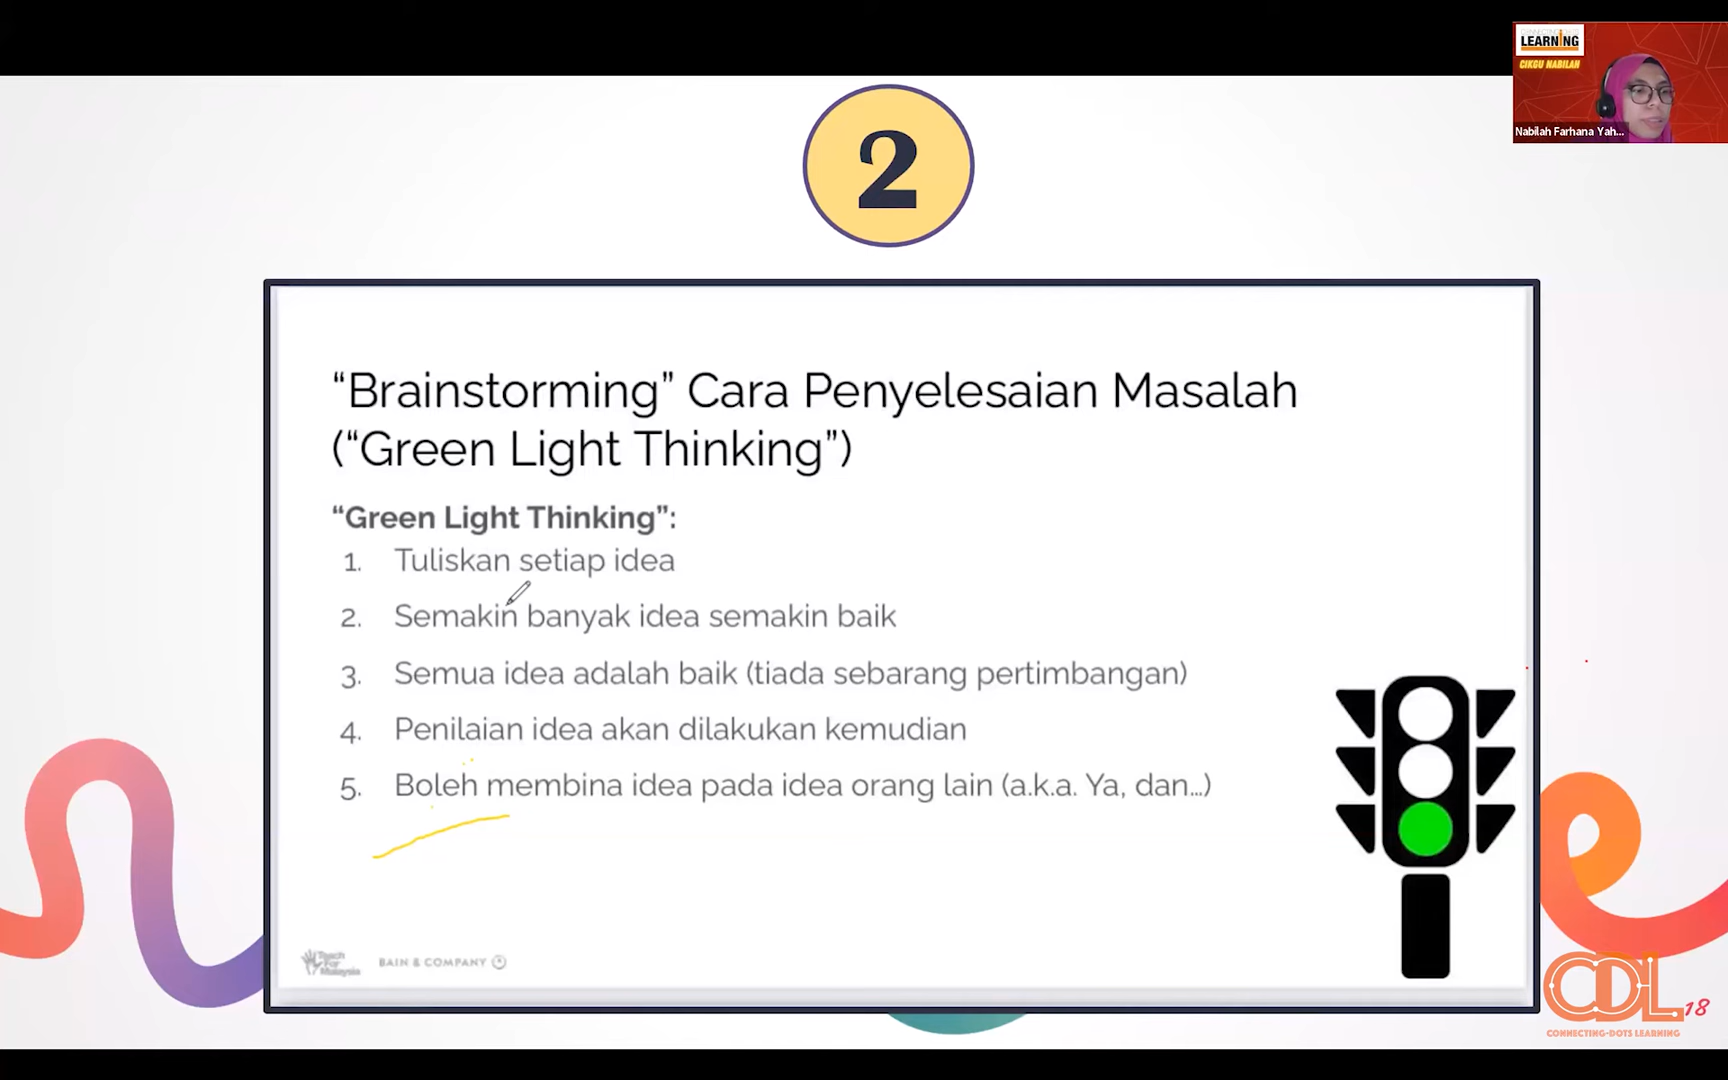 LEARNING
CIKGU NABILAH
Nabilah Farhana Yah...
2
“Brainstorming” Cara Penyelesaian Masalah
(“Green Light Thinking”)
“Green Light Thinking”:
1. Tuliskan setiap idea
2. Semakin banyak idea semakin baik
3. Semua idea adalah baik (tiada sebarang pertimbangan)
4. Penilaian idea akan dilakukan kemudian
5. Boleh membina idea pada idea orang lain (a.k.a. Ya, dan...)
Teach
For
Malaysia
BAIN & COMPANY
CDL
CONNECTING-DOTS LEARNING
18